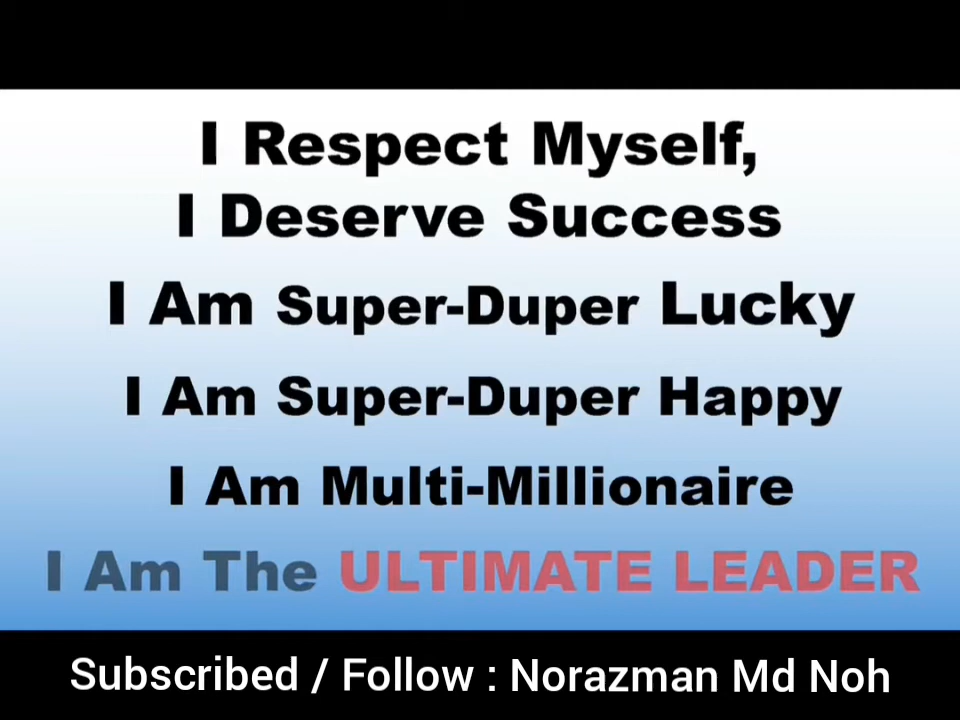 I Respect Myself,
I Deserve Success
I Am Super-Duper Lucky
I Am Super-Duper Happy
I Am Multi-Millionaire
I Am The ULTIMATE LEADER
Subscribed / Follow : Norazman Md Noh